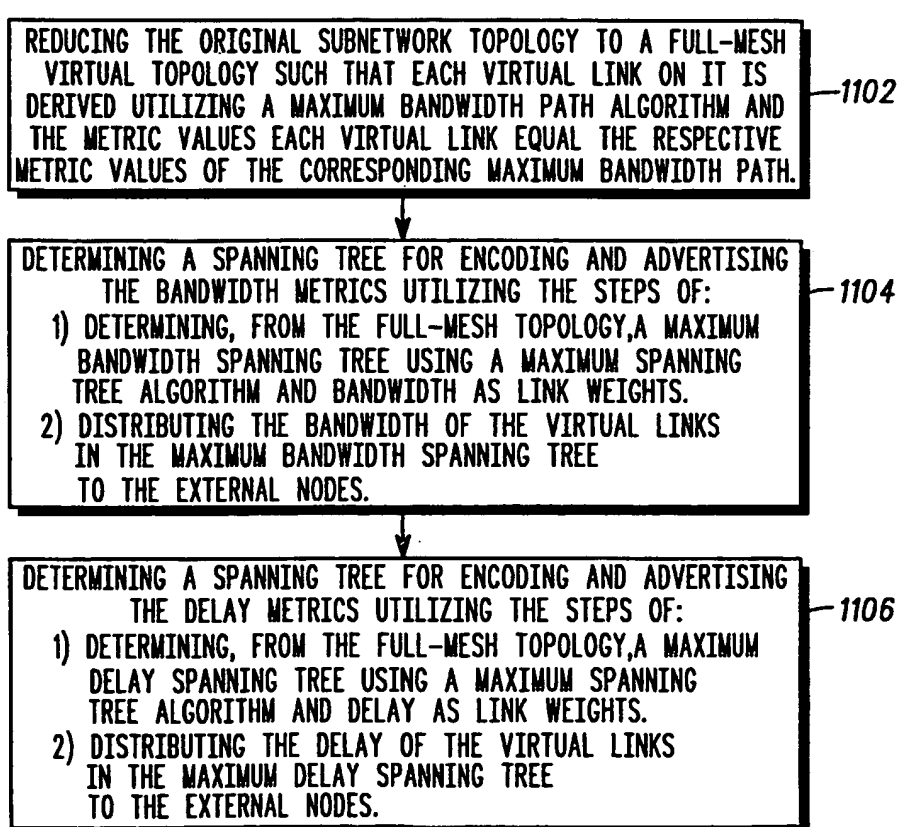 REDUCING THE ORIGINAL SUBNETWORK TOPOLOGY TO A FULL-MESH
VIRTUAL TOPOLOGY SUCH THAT EACH VIRTUAL LINK ON IT IS
DERIVED UTILIZING A MAXIMUM BANDWIDTH PATH ALGORITHM AND
THE METRIC VALUES EACH VIRTUAL LINK EQUAL THE RESPECTIVE
METRIC VALUES OF THE CORRESPONDING MAXIMUM BANDWIDTH PATH.
1102
DETERMINING A SPANNING TREE FOR ENCODING AND ADVERTISING
THE BANDWIDTH METRICS UTILIZING THE STEPS OF:
1) DETERMINING, FROM THE FULL-MESH TOPOLOGY,A MAXIMUM
BANDWIDTH SPANNING TREE USING A MAXIMUM SPANNING
TREE ALGORITHM AND BANDWIDTH AS LINK WEIGHTS.
2) DISTRIBUTING THE BANDWIDTH OF THE VIRTUAL LINKS
IN THE MAXIMUM BANDWIDTH SPANNING TREE
TO THE EXTERNAL NODES.
1104
DETERMINING A SPANNING TREE FOR ENCODING AND ADVERTISING
THE DELAY METRICS UTILIZING THE STEPS OF:
1) DETERMINING, FROM THE FULL-MESH TOPOLOGY,A MAXIMUM
DELAY SPANNING TREE USING A MAXIMUM SPANNING
TREE ALGORITHM AND DELAY AS LINK WEIGHTS.
2) DISTRIBUTING THE DELAY OF THE VIRTUAL LINKS
IN THE MAXIMUM DELAY SPANNING TREE
TO THE EXTERNAL NODES.
1106